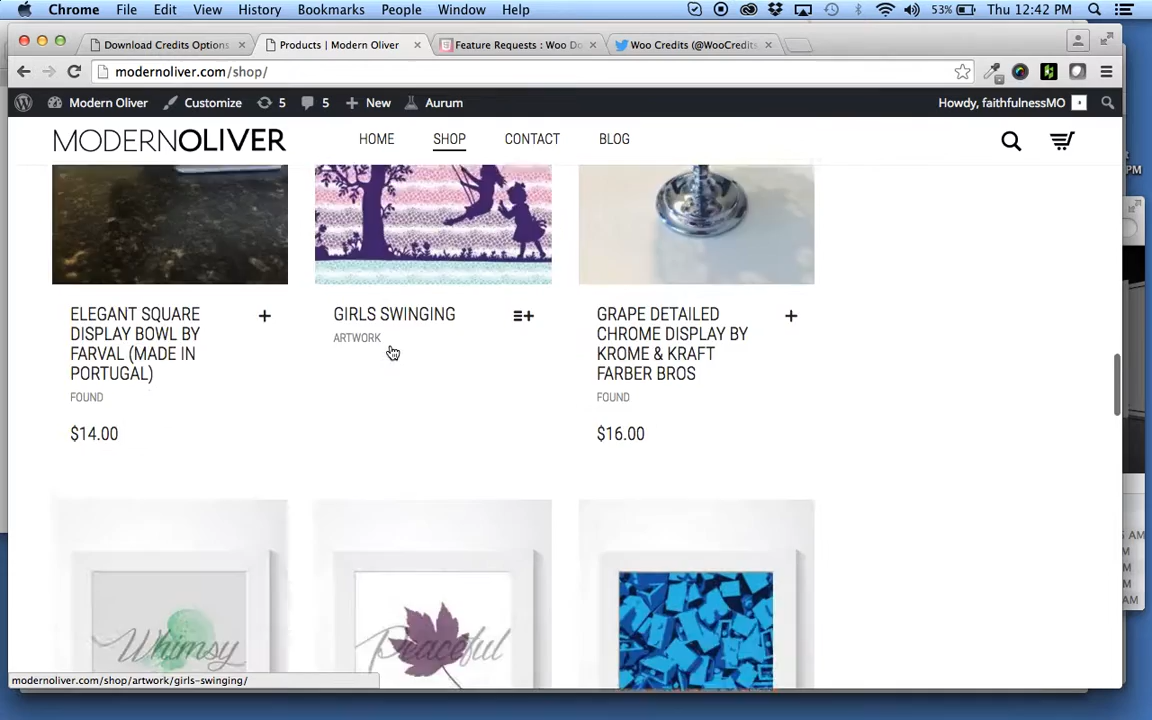 Chrome File Edit View History Bookmarks People Window Help 53% Thu 12:42 PM
Download Credits Options Products | Modern Oliver Feature Requests : Woo Do Woo Credits (@WooCredits
modernoliver.com/shop/
Modern Oliver Customize 5 5 New Aurum Howdy, faithfulnessMO
MODERNOLIVER HOME SHOP CONTACT BLOG
ELEGANT SQUARE
DISPLAY BOWL BY
FARVAL (MADE IN
PORTUGAL)
FOUND
$14.00
GIRLS SWINGING
ARTWORK
GRAPE DETAILED
CHROME DISPLAY BY
KROME & KRAFT
FARBER BROS
FOUND
$16.00
Whimsy
Peaceful
modernoliver.com/shop/artwork/girls-swinging/